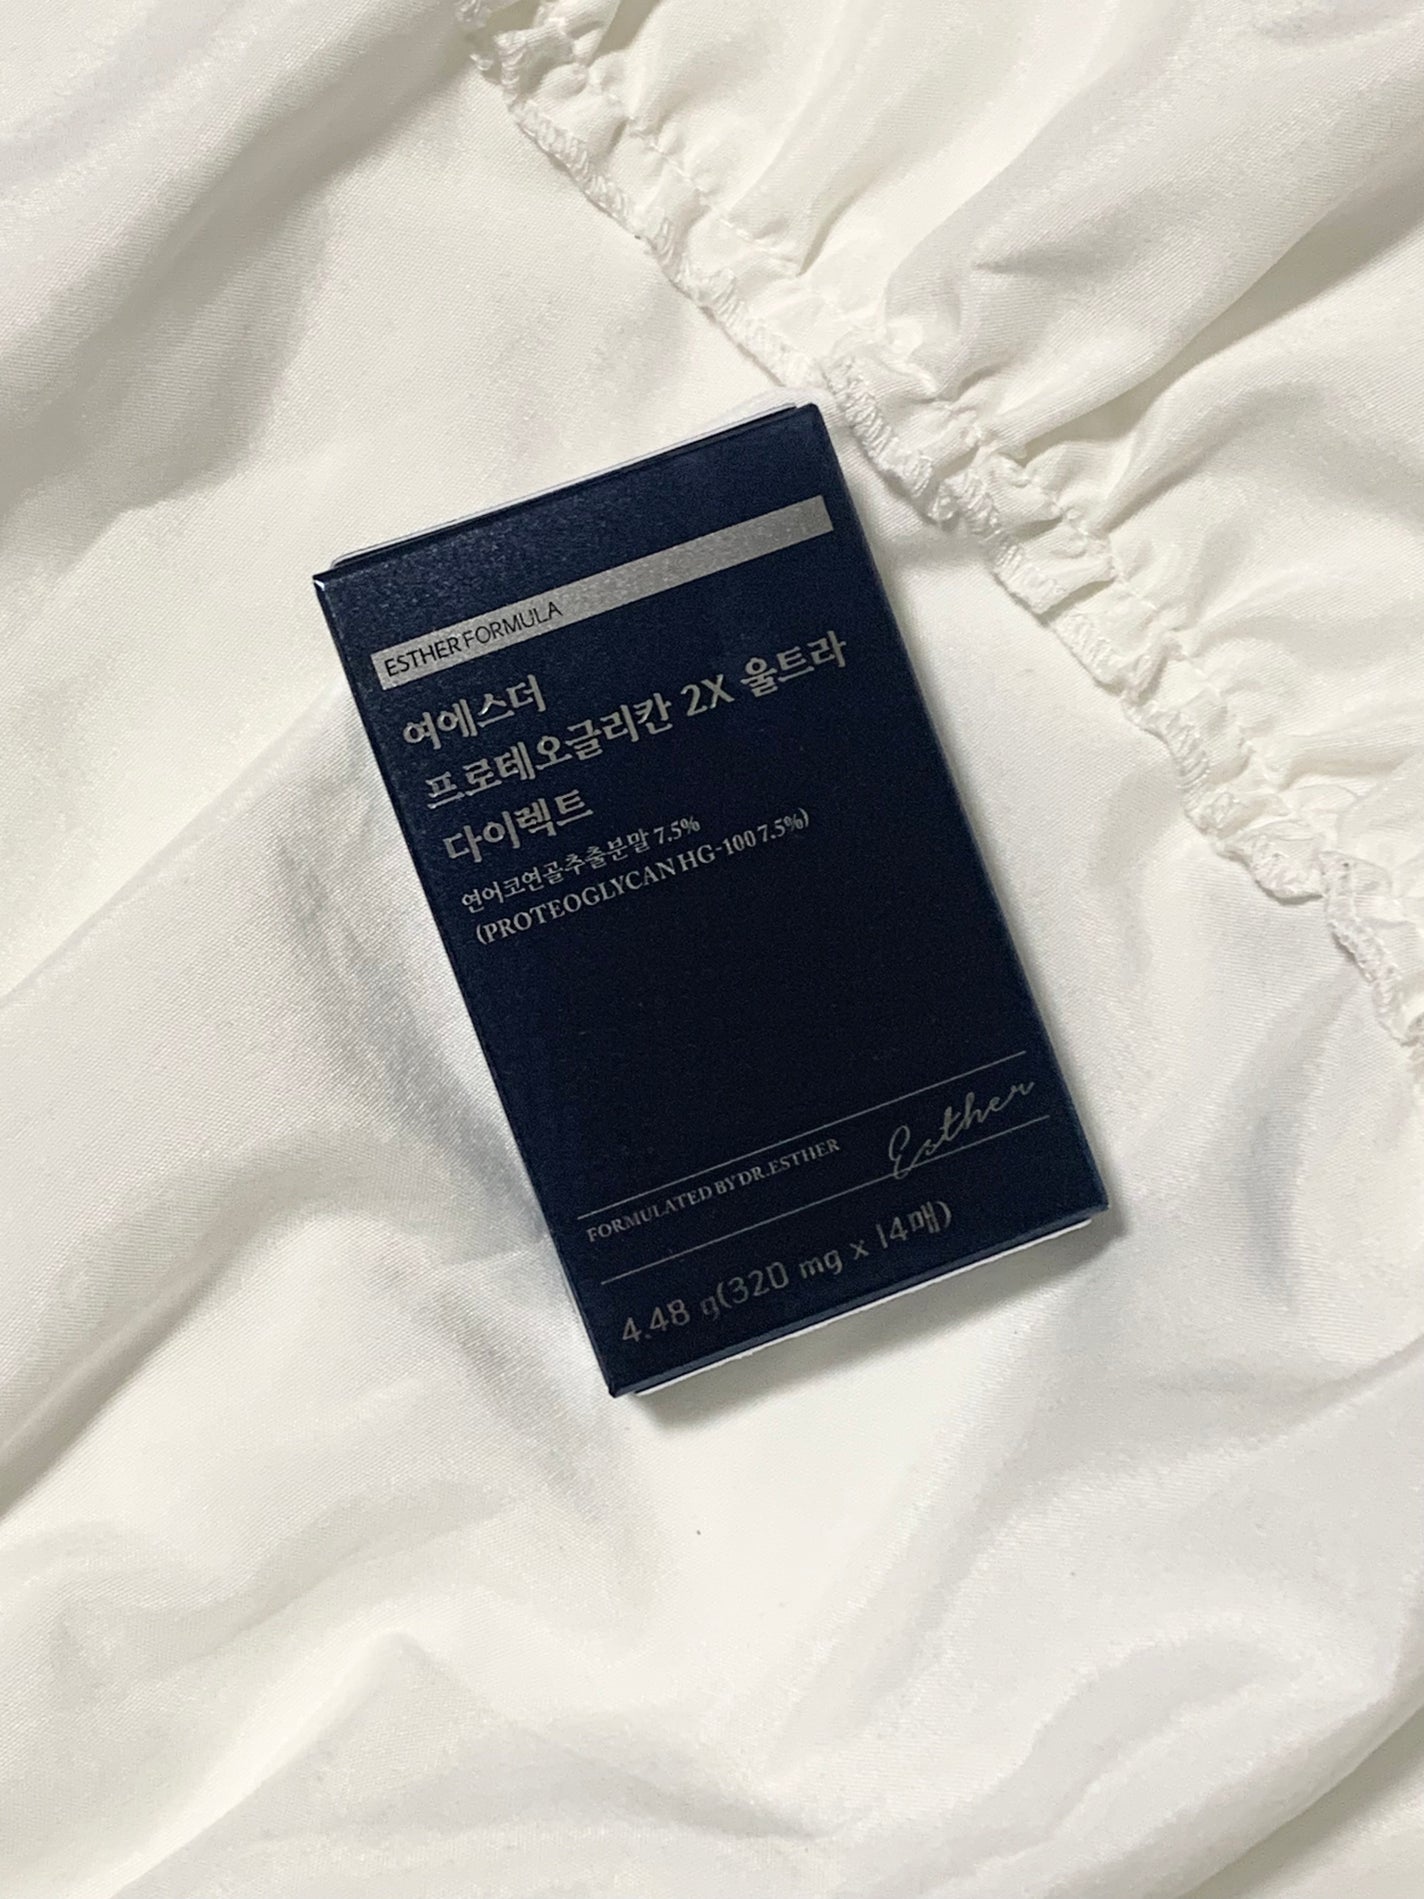 ESTHER FORMULA
여에스더
프로테오글리칸 2X 울트라
다이렉트
연어코연골추출분말 7.5%
(PROTEOGLYCAN HG-100 7.5%)
FORMULATED BY DR.ESTHER
Esther
4.48 g(320 mg x 14매)